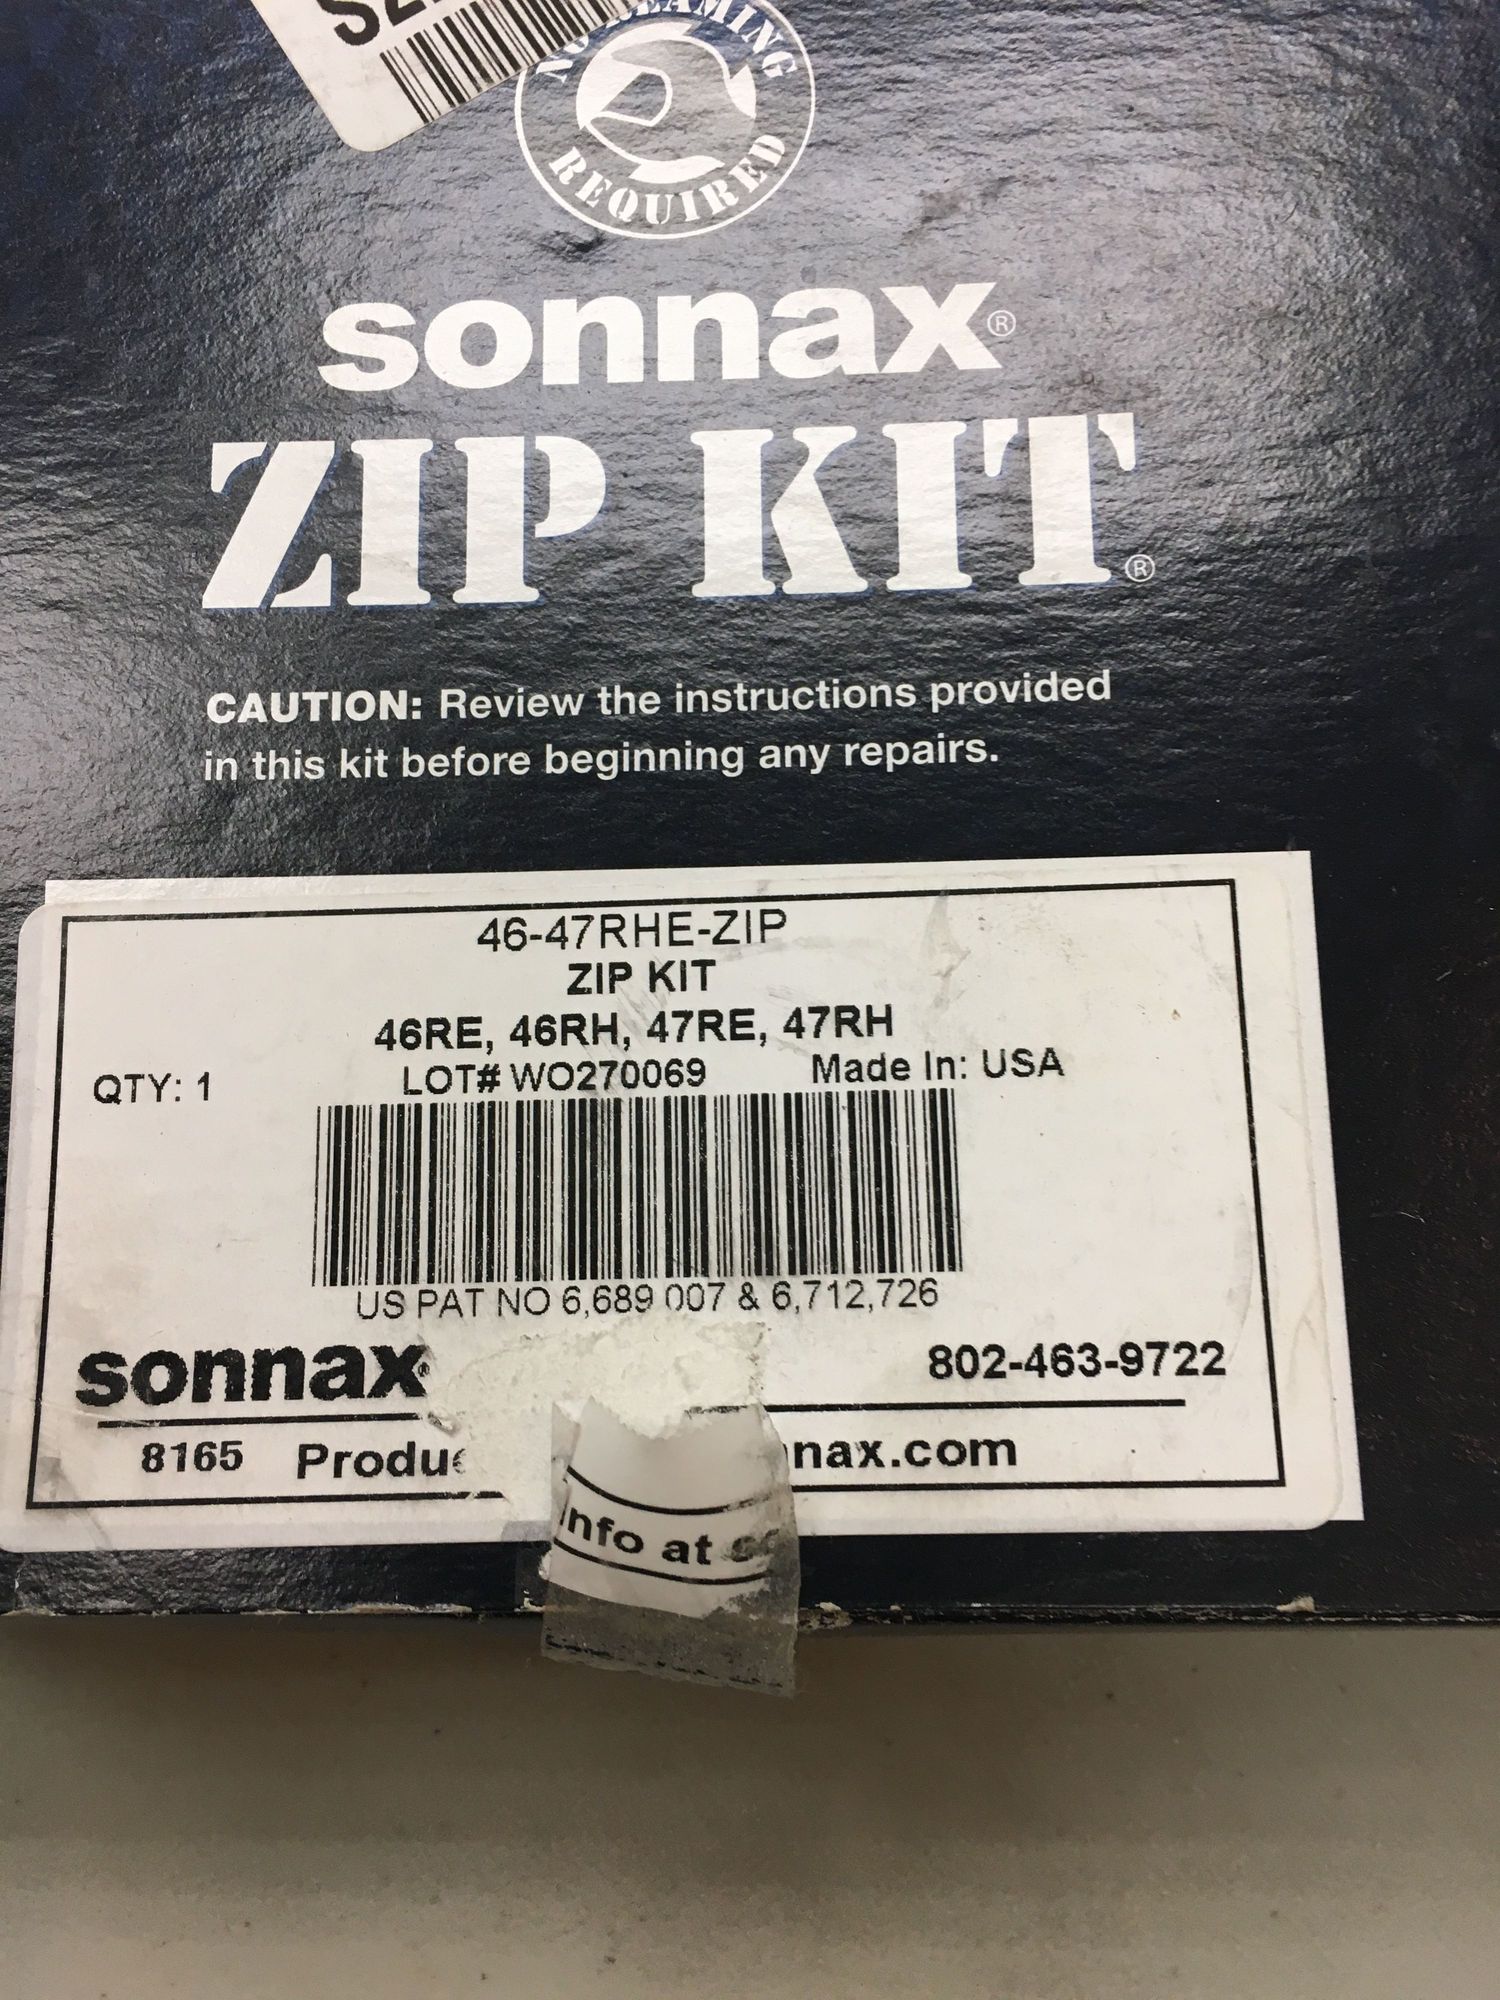 REQUIRED
sonnax®
ZIP KIT®
CAUTION: Review the instructions provided
in this kit before beginning any repairs.
46-47RHE-ZIP
ZIP KIT
46RE, 46RH, 47RE, 47RH
QTY: 1 LOT# WO270069 Made In: USA
US PAT NO 6,689 007 & 6,712,726
sonnax® 802-463-9722
8165 Produc nax.com
info at